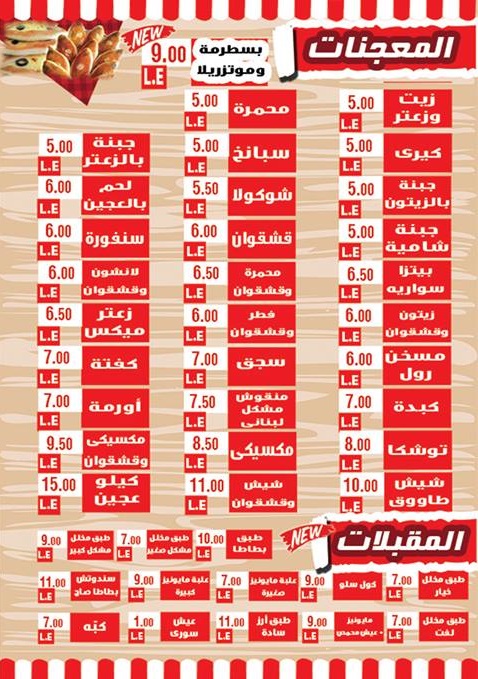 المعجنات
NEW
بسطرمة
وموتزريلا
9.00
L.E
زيت
وزعتر
5.00
L.E
محمرة
5.00
L.E
كيرى
5.00
L.E
سبانخ
5.00
L.E
جبنة
بالزعتر
5.00
L.E
جبنة
بالزيتون
5.00
L.E
شوكولا
5.50
L.E
لحم
بالعجين
6.00
L.E
جبنة
شامية
5.00
L.E
قشقوان
6.00
L.E
سنفورة
6.00
L.E
بيتزا
سواريه
6.50
L.E
محمرة
وقشقوان
6.50
L.E
لانشون
وقشقوان
6.00
L.E
زيتون
وقشقوان
6.00
L.E
فطر
وقشقوان
6.00
L.E
زعتر
ميكس
6.50
L.E
مسخن
رول
6.00
L.E
سجق
7.00
L.E
كفتة
7.00
L.E
كبدة
7.00
L.E
منقوش
مشكل
لبنانى
7.50
L.E
أورمة
7.00
L.E
توشكا
8.00
L.E
مكسيكى
8.50
L.E
مكسيكى
وقشقوان
9.50
L.E
شيش
طاووق
10.00
L.E
شيش
وقشقوان
11.00
L.E
كيلو
عجين
15.00
L.E
المقبلات
NEW
طبق
بطاطا
10.00
L.E
طبق مخلل
مشكل صغير
7.00
L.E
طبق مخلل
مشكل كبير
9.00
L.E
طبق مخلل
خيار
7.00
L.E
كول سلو
9.00
L.E
علبة مايونيز
صغيرة
7.00
L.E
علبة مايونيز
كبيرة
9.00
L.E
سندوتش
بطاطا صاج
11.00
L.E
طبق مخلل
لفت
7.00
L.E
مايونيز
+ عيش محمص
9.00
L.E
طبق أرز
سادة
11.00
L.E
عيش
سورى
1.00
L.E
كبّه
7.00
L.E